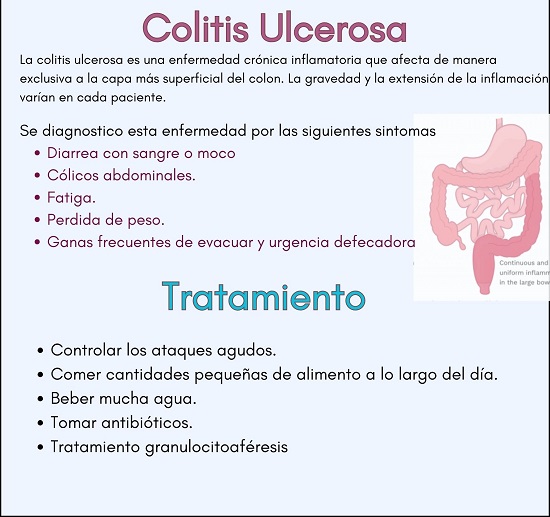 Colitis Ulcerosa
La colitis ulcerosa es una enfermedad crónica inflamatoria que afecta de manera
exclusiva a la capa más superficial del colon. La gravedad y la extensión de la inflamación
varían en cada paciente.
Se diagnostico esta enfermedad por las siguientes sintomas
• Diarrea con sangre o moco
• Cólicos abdominales.
• Fatiga.
• Perdida de peso.
• Ganas frecuentes de evacuar y urgencia defecadora
Continuous and
uniform inflamm
in the large bow
Tratamiento
• Controlar los ataques agudos.
• Comer cantidades pequeñas de alimento a lo largo del día.
• Beber mucha agua.
• Tomar antibióticos.
• Tratamiento granulocitoaféresis